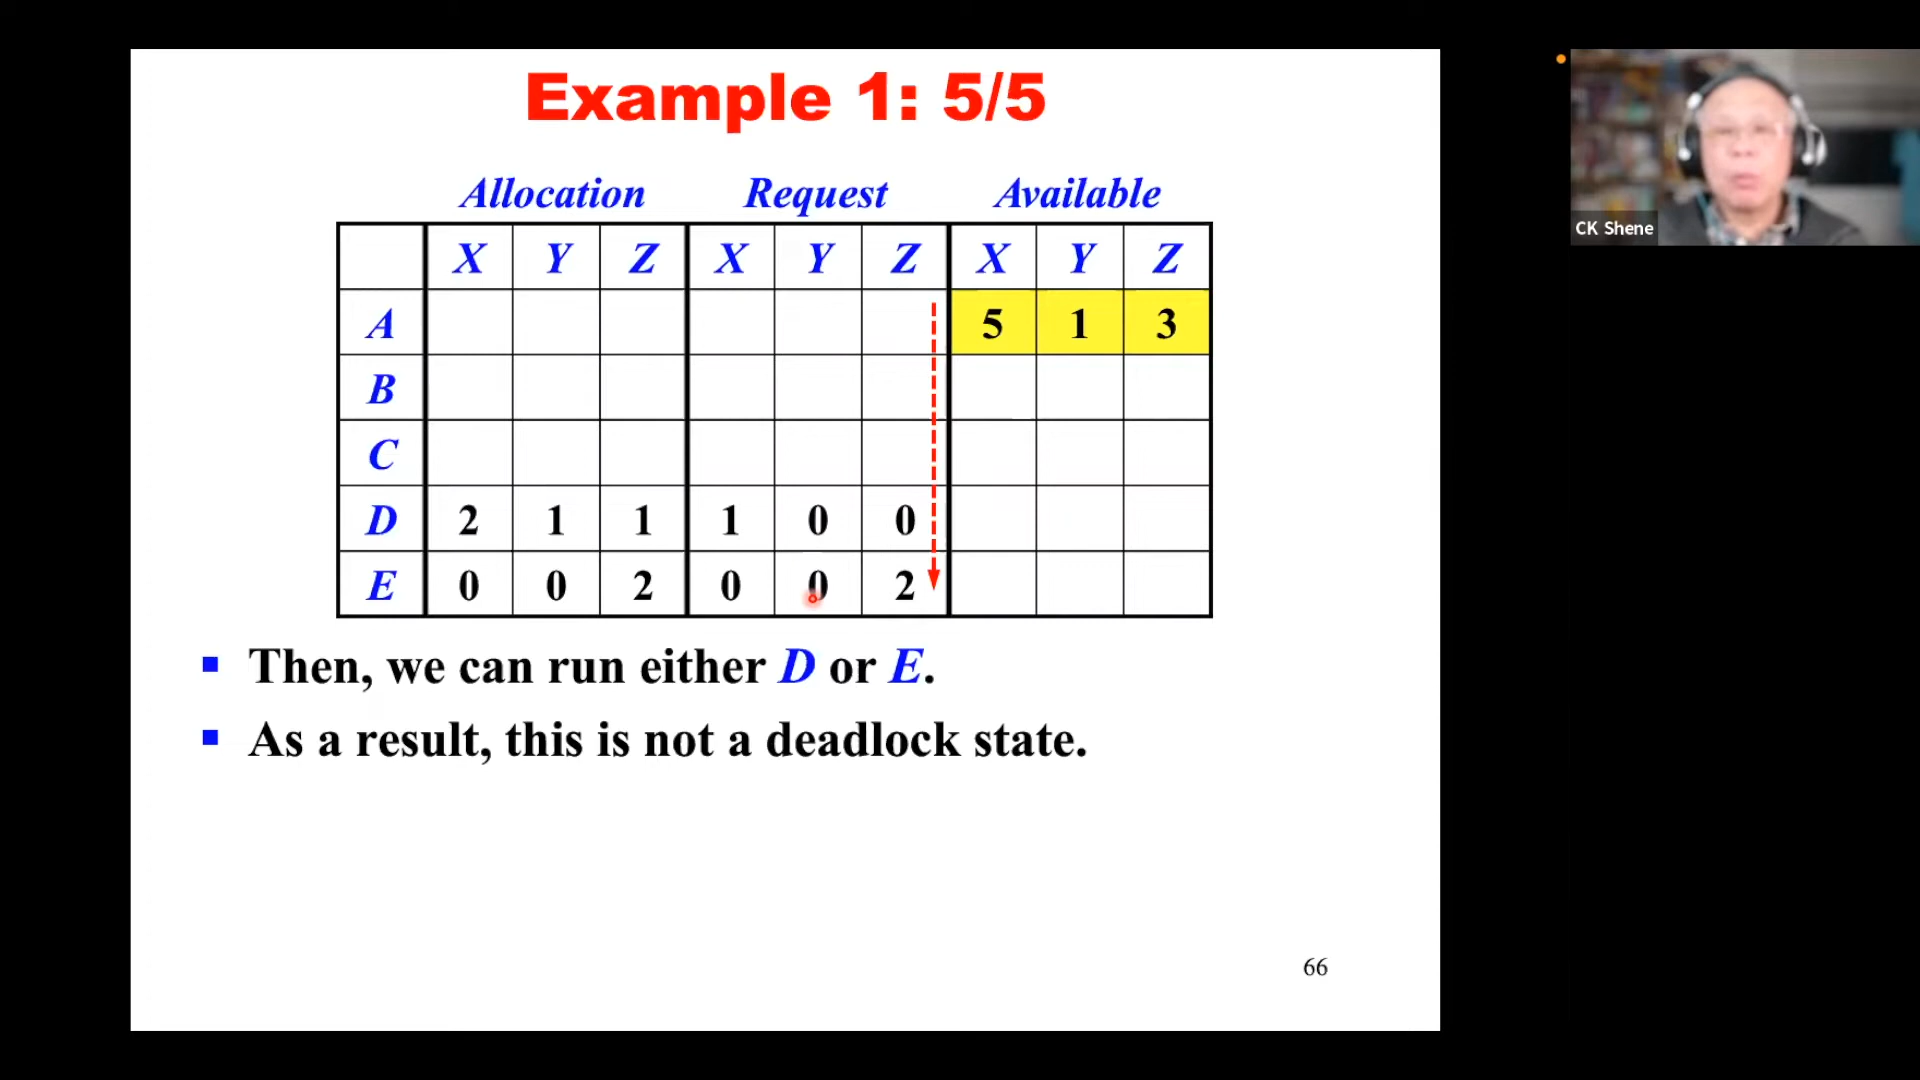 Example 1: 5/5
Allocation Request Available
X Y Z X Y Z X Y Z
A 5 1 3
B
C
D 2 1 1 1 0 0
E 0 0 2 0 0 2
▪ Then, we can run either D or E.
▪ As a result, this is not a deadlock state.
66
CK Shene